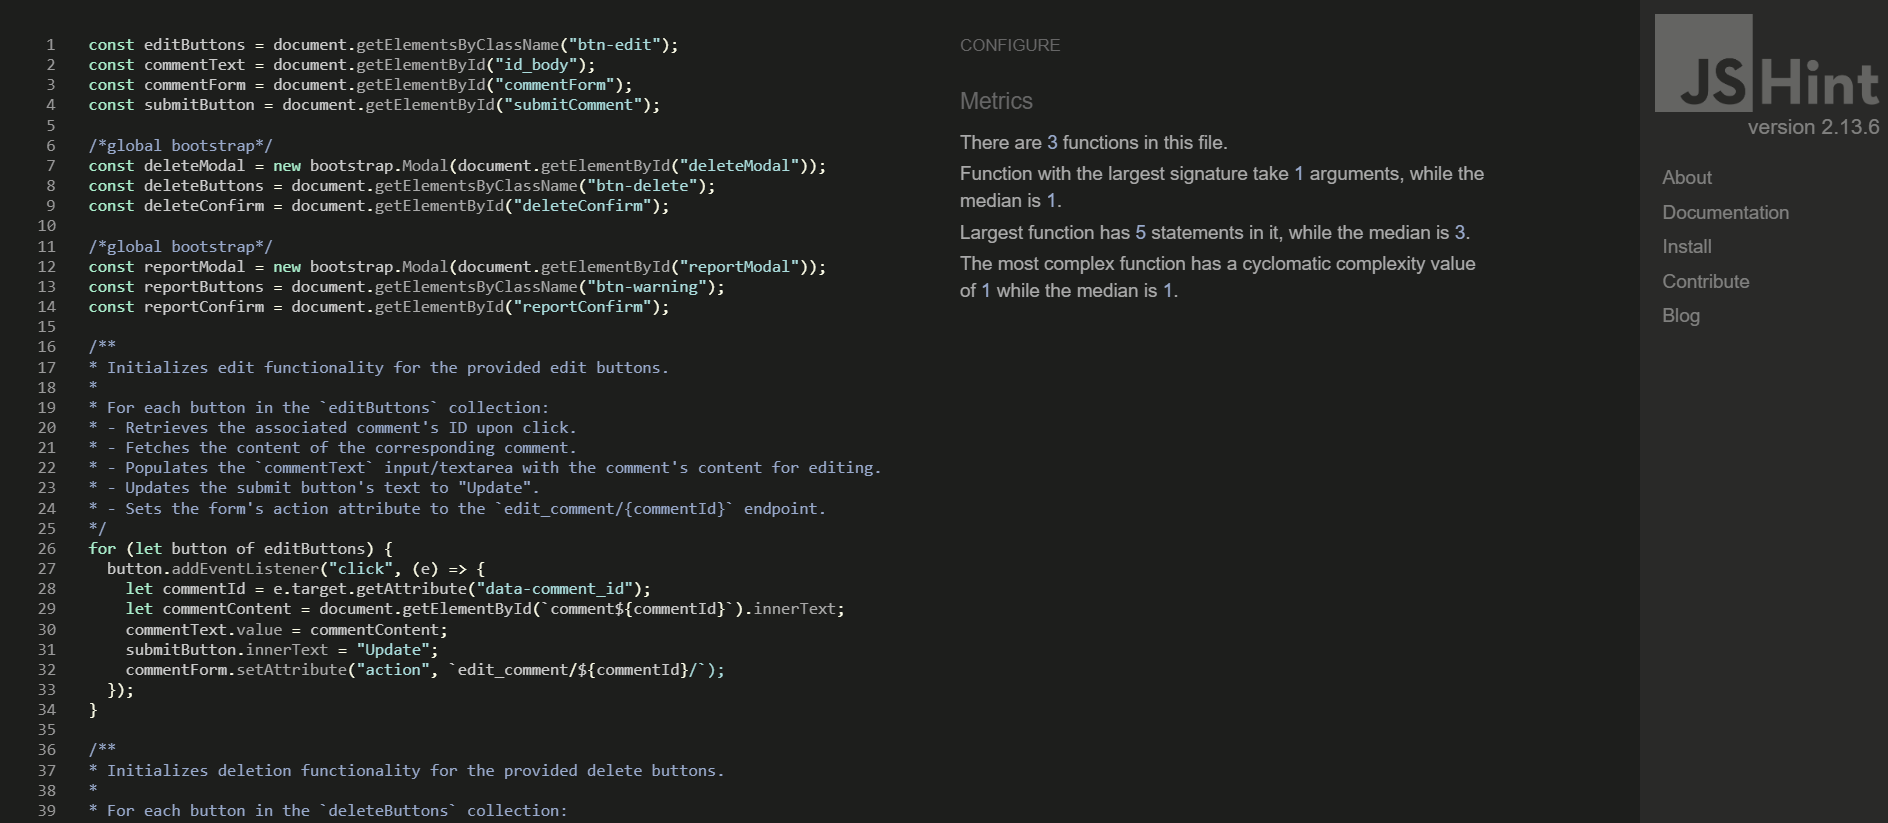 1 const editButtons = document.getElementsByClassName("btn-edit");
2 const commentText = document.getElementById("id_body");
3 const commentForm = document.getElementById("commentForm");
4 const submitButton = document.getElementById("submitComment");
5
6 /*global bootstrap*/
7 const deleteModal = new bootstrap.Modal(document.getElementById("deleteModal"));
8 const deleteButtons = document.getElementsByClassName("btn-delete");
9 const deleteConfirm = document.getElementById("deleteConfirm");
10
11 /*global bootstrap*/
12 const reportModal = new bootstrap.Modal(document.getElementById("reportModal"));
13 const reportButtons = document.getElementsByClassName("btn-warning");
14 const reportConfirm = document.getElementById("reportConfirm");
15
16 /**
17 * Initializes edit functionality for the provided edit buttons.
18 *
19 * For each button in the `editButtons` collection:
20 * - Retrieves the associated comment's ID upon click.
21 * - Fetches the content of the corresponding comment.
22 * - Populates the `commentText` input/textarea with the comment's content for editing.
23 * - Updates the submit button's text to "Update".
24 * - Sets the form's action attribute to the `edit_comment/{commentId}` endpoint.
25 */
26 for (let button of editButtons) {
27   button.addEventListener("click", (e) => {
28     let commentId = e.target.getAttribute("data-comment_id");
29     let commentContent = document.getElementById(`comment${commentId}`).innerText;
30     commentText.value = commentContent;
31     submitButton.innerText = "Update";
32     commentForm.setAttribute("action", `edit_comment/${commentId}/`);
33   });
34 }
35
36 /**
37 * Initializes deletion functionality for the provided delete buttons.
38 *
39 * For each button in the `deleteButtons` collection:
CONFIGURE
Metrics
There are 3 functions in this file.
Function with the largest signature take 1 arguments, while the
median is 1.
Largest function has 5 statements in it, while the median is 3.
The most complex function has a cyclomatic complexity value
of 1 while the median is 1.
JSHint
version 2.13.6
About
Documentation
Install
Contribute
Blog